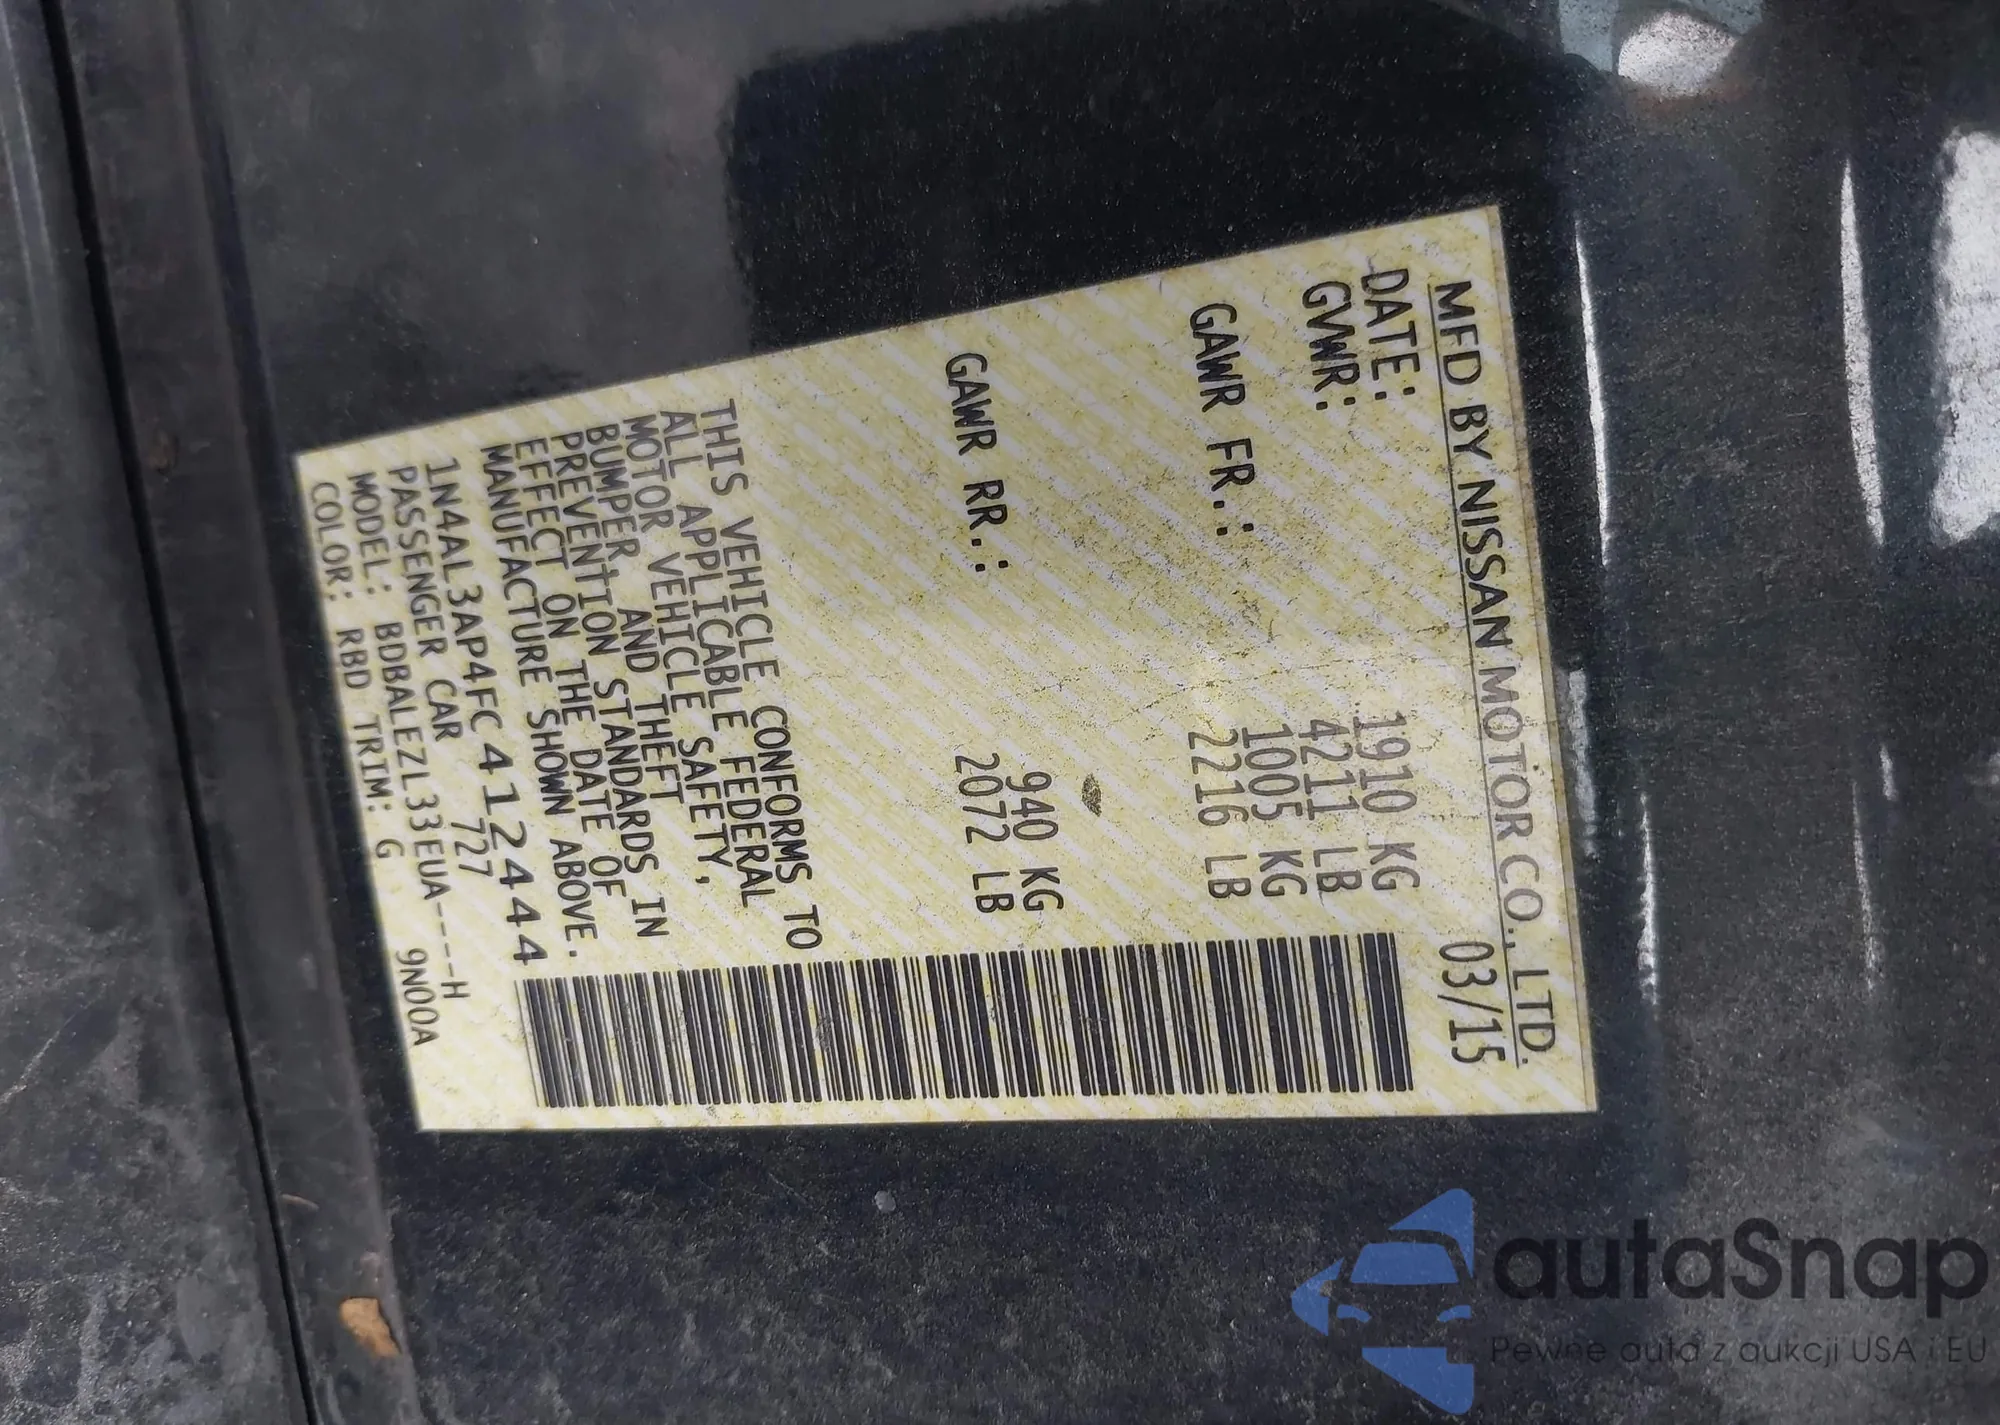 MFD BY NISSAN MOTOR CO., LTD.
DATE: 03/15
GVWR: 1910 KG
4211 LB
GAWR FR.: 1005 KG
2216 LB
GAWR RR.: 940 KG
2072 LB
THIS VEHICLE CONFORMS TO
ALL APPLICABLE FEDERAL
MOTOR VEHICLE SAFETY,
BUMPER, AND THEFT
PREVENTION STANDARDS IN
EFFECT ON THE DATE OF
MANUFACTURE SHOWN ABOVE.
1N4AL3AP4FC412444
PASSENGER CAR 727
MODEL: BDBALEZL33EUA----H
COLOR: RBD TRIM: G 9N00A
autaSnap
Pewne auta z aukcji USA i EU